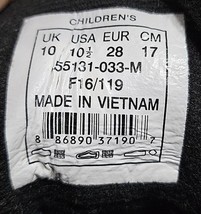 CHILDREN'S
UK USA EUR CM
10 10½ 28 17
55131-033-M
F16/119
MADE IN VIETNAM
8 86890 37190 7